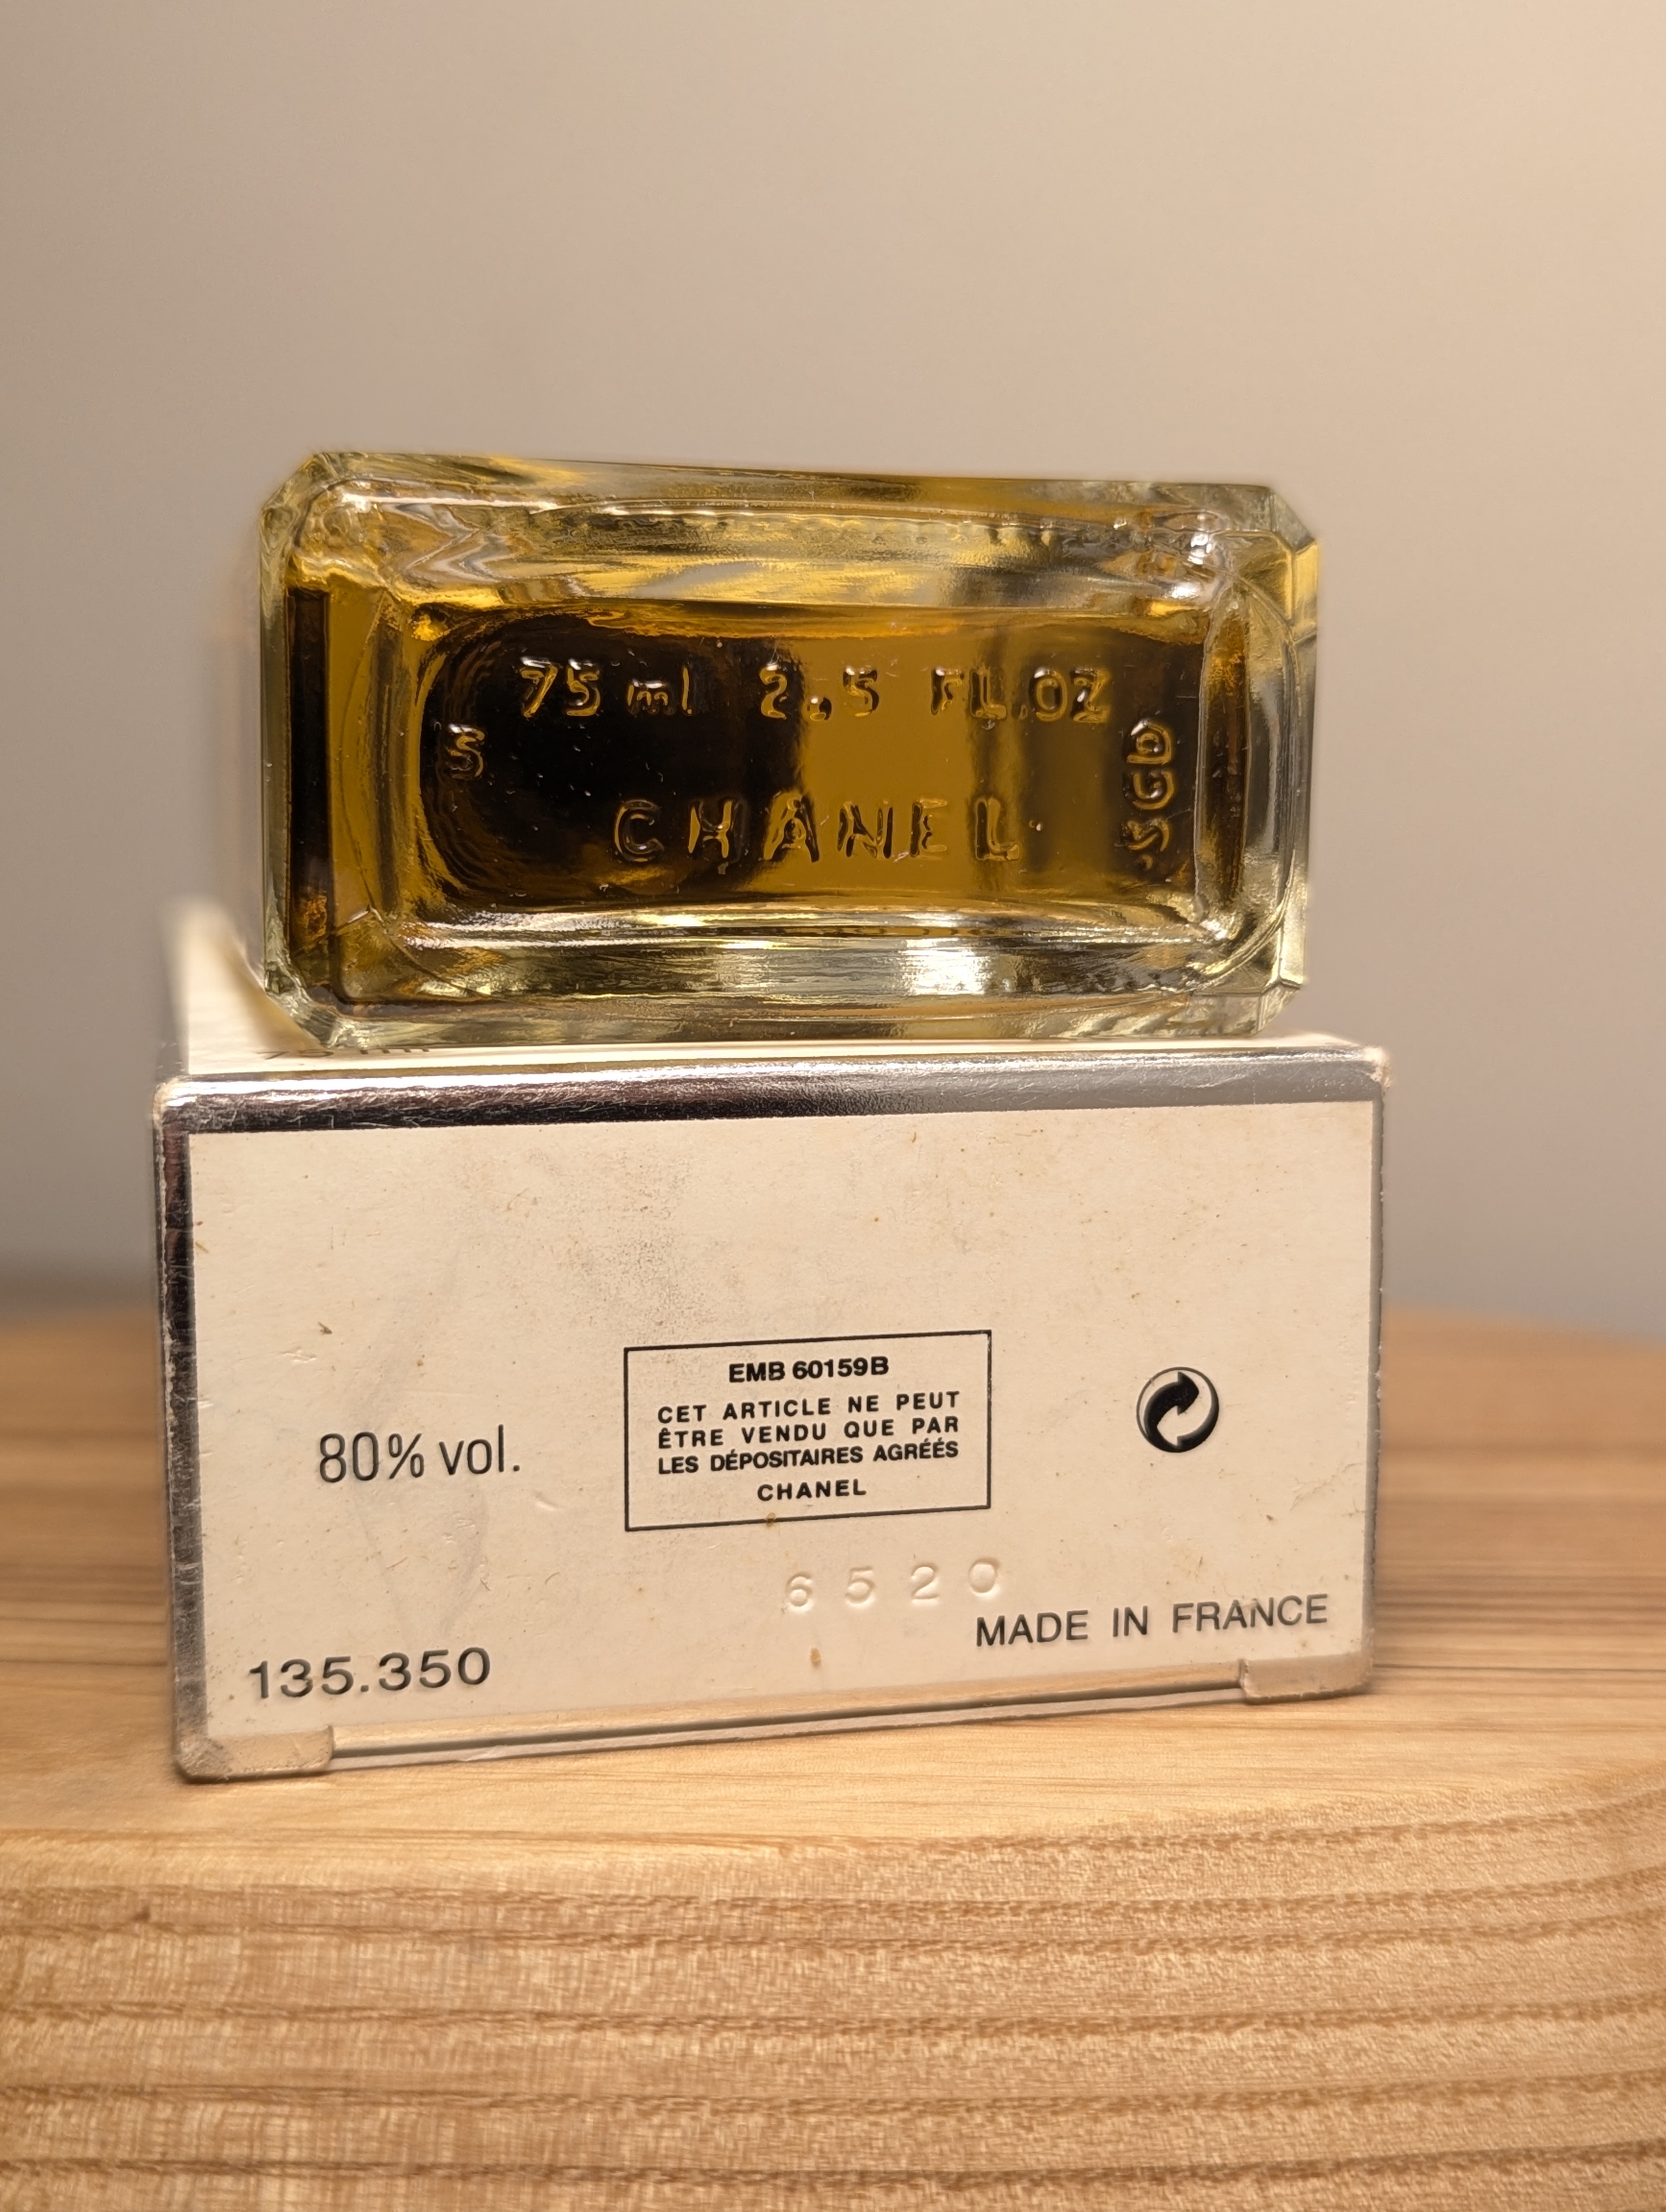 75 ml 2.5 FL.OZ
S
CHANEL
SGD
80% vol.
EMB 60159B
CET ARTICLE NE PEUT
ÊTRE VENDU QUE PAR
LES DÉPOSITAIRES AGRÉÉS
CHANEL
6520
MADE IN FRANCE
135.350